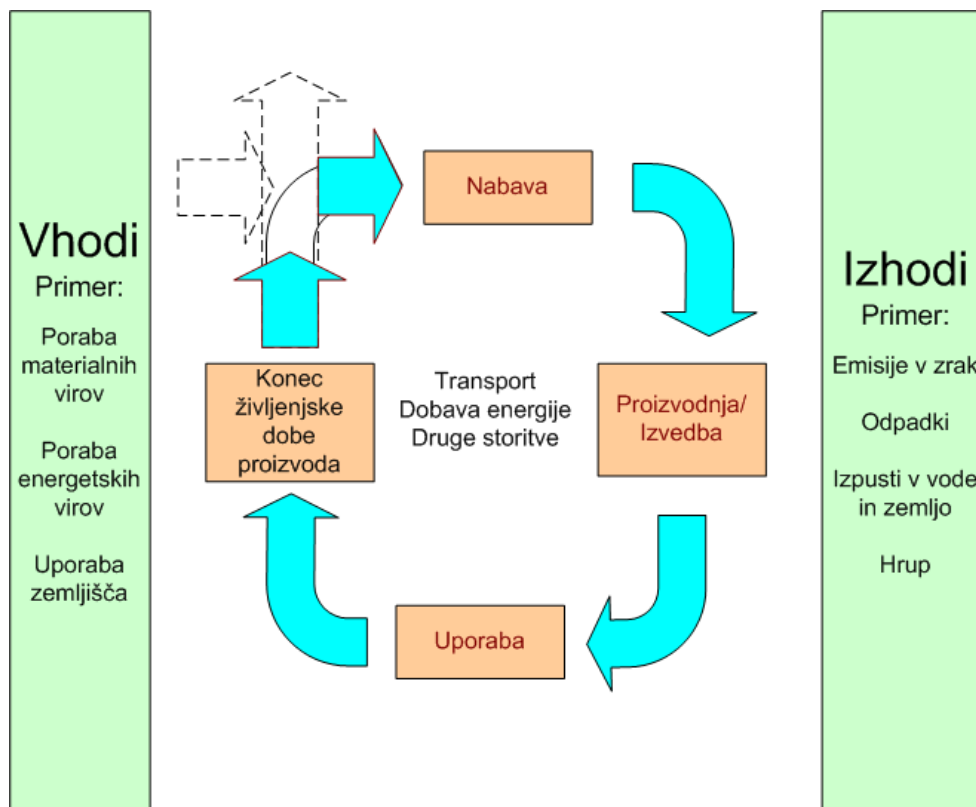 Vhodi
Primer:
Poraba
materialnih
virov
Poraba
energetskih
virov
Uporaba
zemljišča
Nabava
Konec
življenjske
dobe
proizvoda
Transport
Dobava energije
Druge storitve
Proizvodnja/
Izvedba
Uporaba
Izhodi
Primer:
Emisije v zrak
Odpadki
Izpusti v vode
in zemljo
Hrup